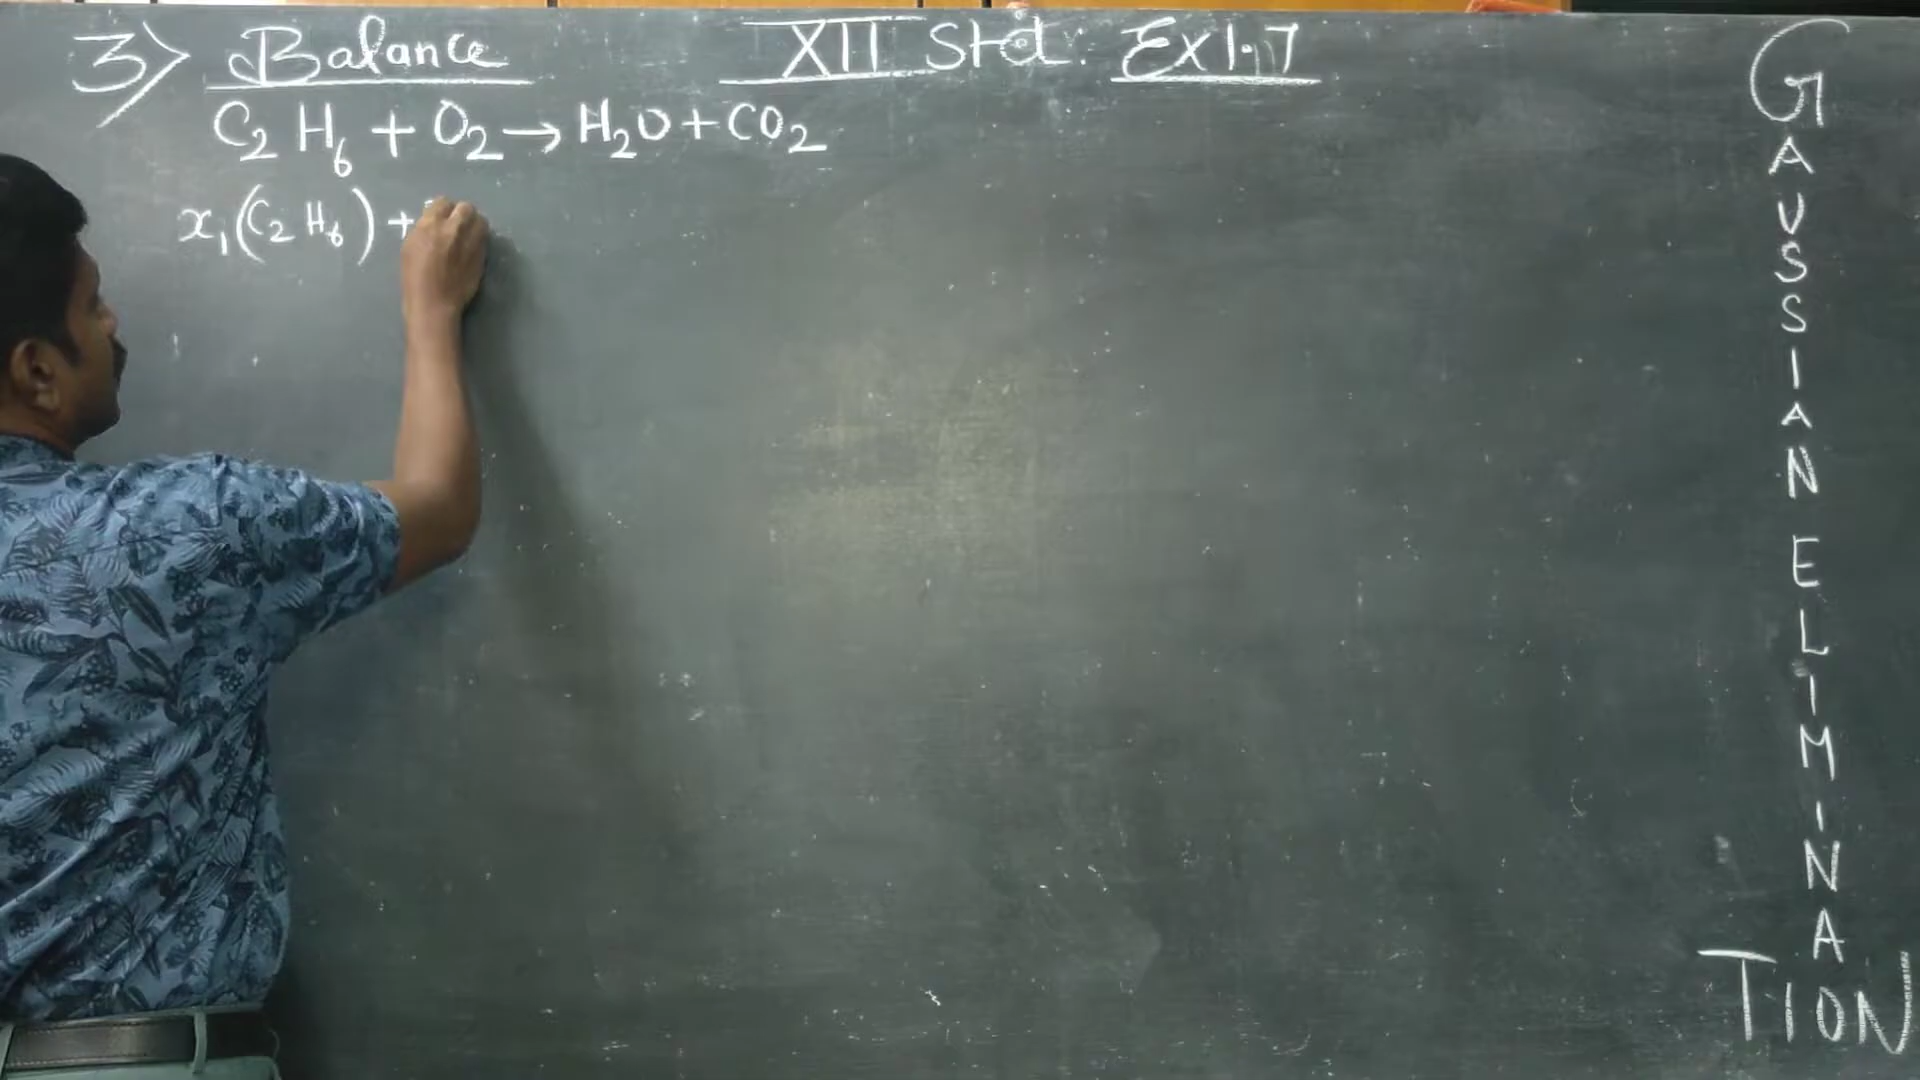 3) Balance
XII Std: Ex 1.7
C₂H₆ + O₂ → H₂O + CO₂
x₁(C₂H₆) +
GAUSSIAN ELIMINATION